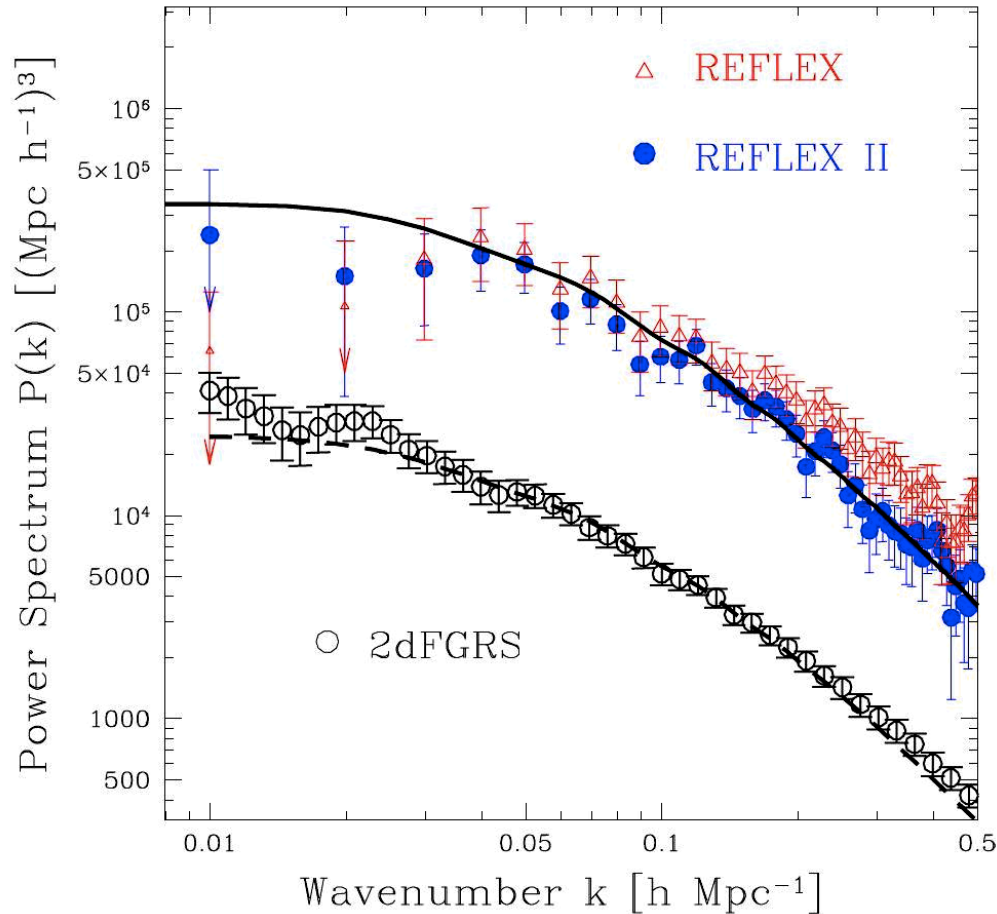 Power Spectrum P(k) [(Mpc h⁻¹)³]
REFLEX
REFLEX II
2dFGRS
10⁶
5×10⁵
10⁵
5×10⁴
10⁴
5000
1000
500
0.01
0.05
0.1
0.5
Wavenumber k [h Mpc⁻¹]